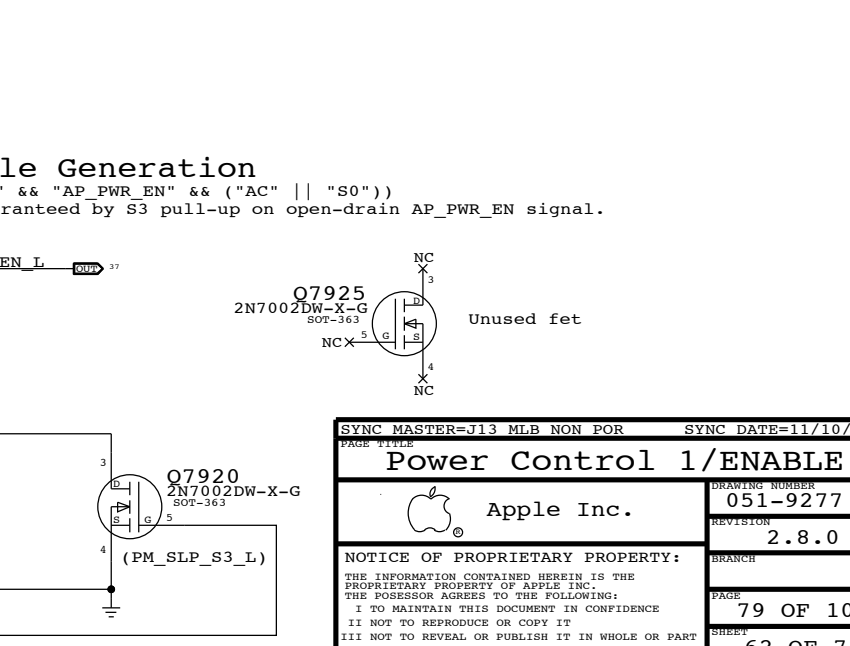 le Generation
" && "AP_PWR_EN" && ("AC" || "S0"))
ranteed by S3 pull-up on open-drain AP_PWR_EN signal.
EN_L
OUT 37
NC
3
Q7925
2N7002DW-X-G
SOT-363
D
NC 5 G S
Unused fet
4
NC
3
Q7920
2N7002DW-X-G
SOT-363
D
S G 5
4
(PM_SLP_S3_L)
SYNC MASTER=J13 MLB NON POR SYNC DATE=11/10/
PAGE TITLE
Power Control 1/ENABLE
Apple Inc.
®
DRAWING NUMBER
051-9277
REVISION
2.8.0
BRANCH
NOTICE OF PROPRIETARY PROPERTY:
THE INFORMATION CONTAINED HEREIN IS THE
PROPRIETARY PROPERTY OF APPLE INC.
THE POSESSOR AGREES TO THE FOLLOWING:
I TO MAINTAIN THIS DOCUMENT IN CONFIDENCE
II NOT TO REPRODUCE OR COPY IT
III NOT TO REVEAL OR PUBLISH IT IN WHOLE OR PART
PAGE
79 OF 10
SHEET